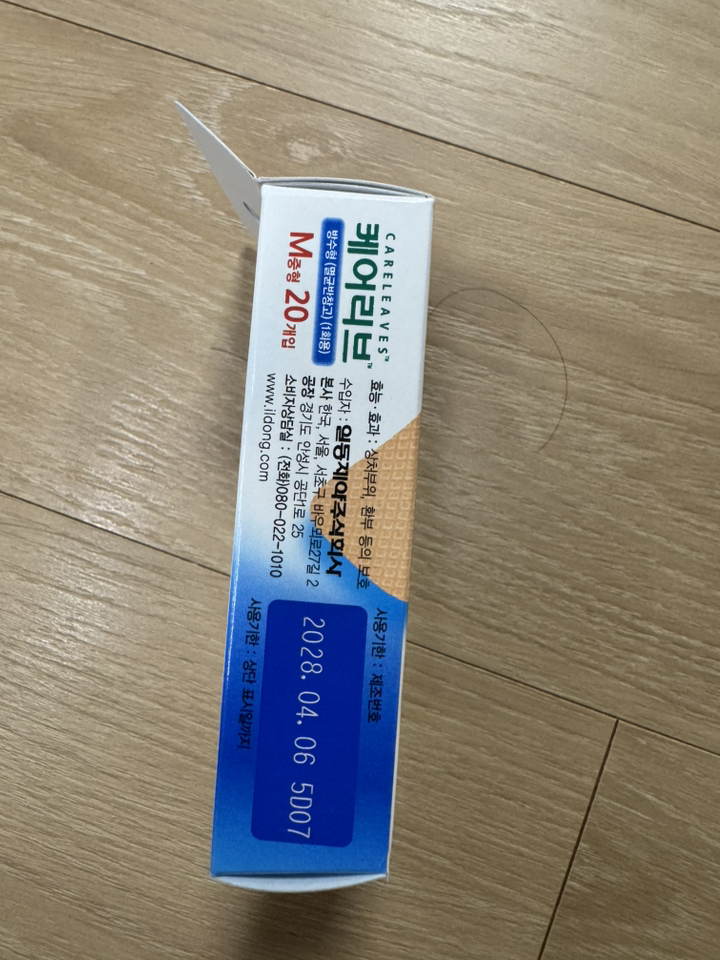 CARELEAVES™
케어리브™
방수형 (멸균반창고) (1회용)
M중형 20개입
효능·효과 : 상처부위, 환부 등의 보호
수입자 : 일동제약주식회사
본사 한국, 서울, 서초구 바우뫼로27길 2
공장 경기도 안성시 공단1로 25
소비자상담실 : (전화)080-022-1010
www.ildong.com
사용기한 : 제조번호
2028.04.06 5D07
사용기한 : 상단 표시일까지